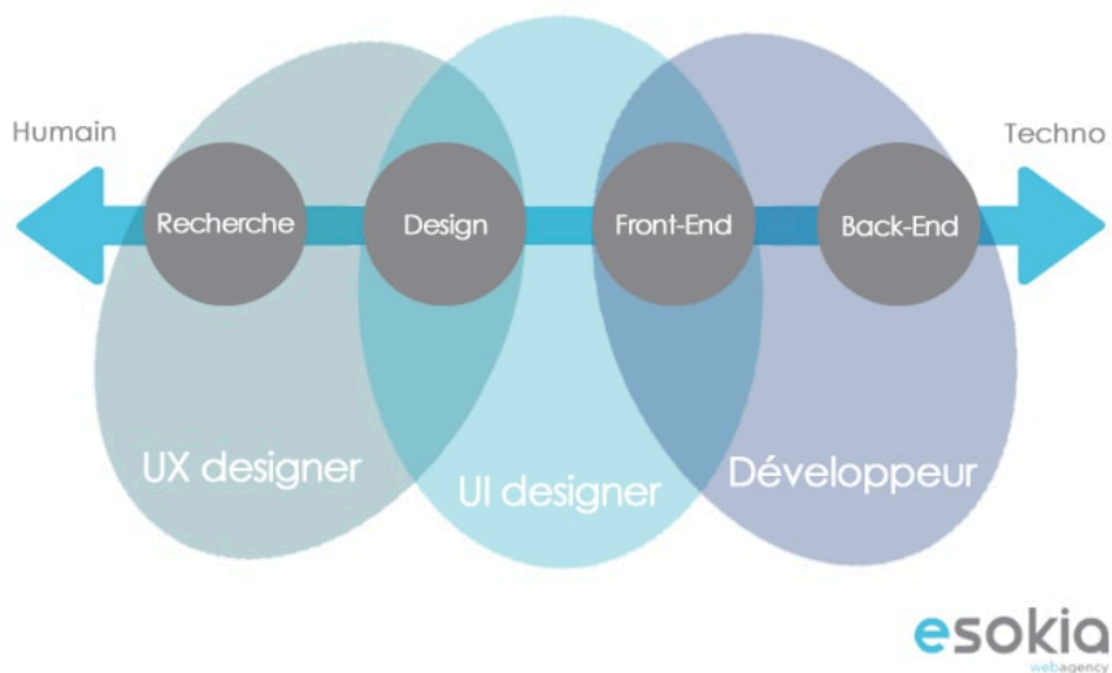 Humain
Techno
Recherche
Design
Front-End
Back-End
UX designer
UI designer
Développeur
esokia
webagency